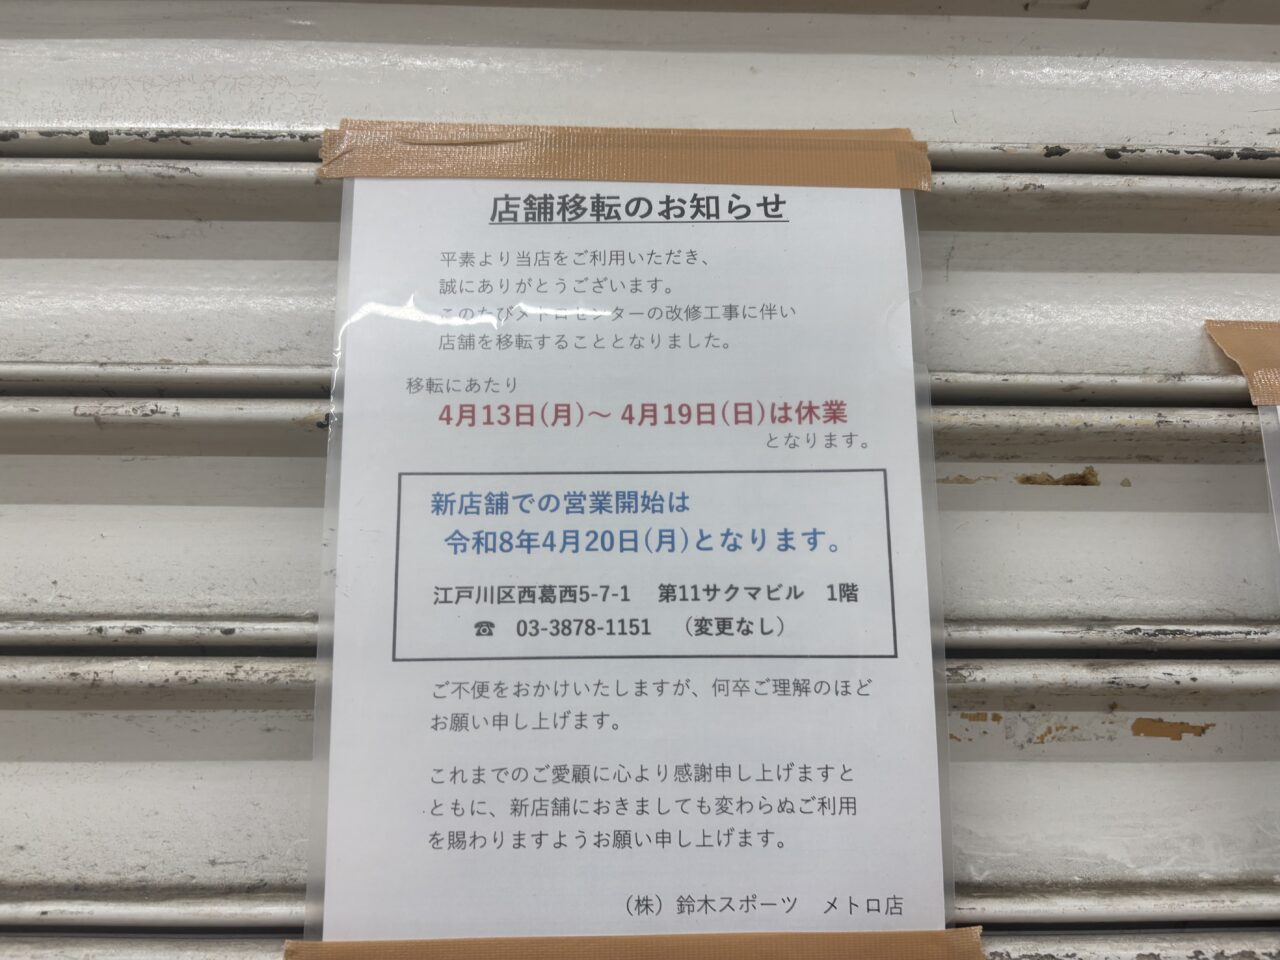 店舗移転のお知らせ
平素より当店をご利用いただき、
誠にありがとうございます。
このたびメトロセンターの改修工事に伴い
店舗を移転することとなりました。
移転にあたり
4月13日(月)～ 4月19日(日)は休業
となります。
新店舗での営業開始は
令和8年4月20日(月)となります。
江戸川区西葛西5-7-1　第11サクマビル　1階
☎　03-3878-1151　（変更なし）
ご不便をおかけいたしますが、何卒ご理解のほど
お願い申し上げます。
これまでのご愛顧に心より感謝申し上げますと
ともに、新店舗におきましても変わらぬご利用
を賜わりますようお願い申し上げます。
（株）鈴木スポーツ　メトロ店